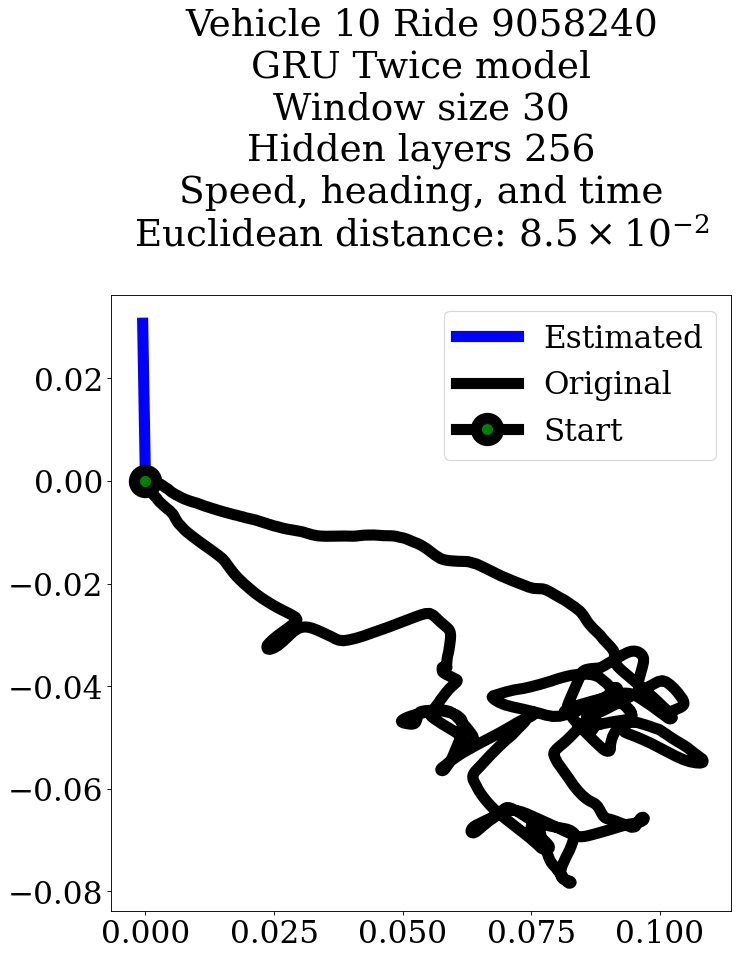 Vehicle 10 Ride 9058240
GRU Twice model
Window size 30
Hidden layers 256
Speed, heading, and time
Euclidean distance: 8.5 × 10⁻²
Estimated
Original
Start
0.02
0.00
−0.02
−0.04
−0.06
−0.08
0.000 0.025 0.050 0.075 0.100